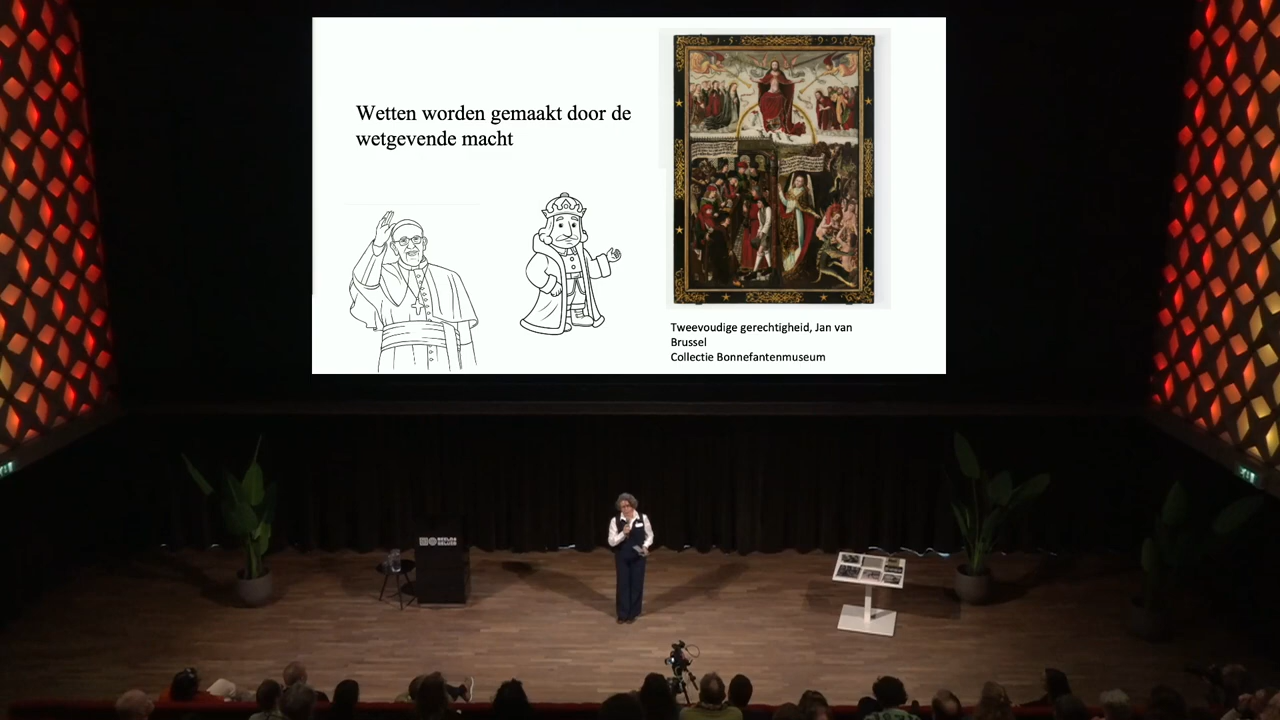 Wetten worden gemaakt door de
wetgevende macht
Tweevoudige gerechtigheid, Jan van
Brussel
Collectie Bonnefantenmuseum